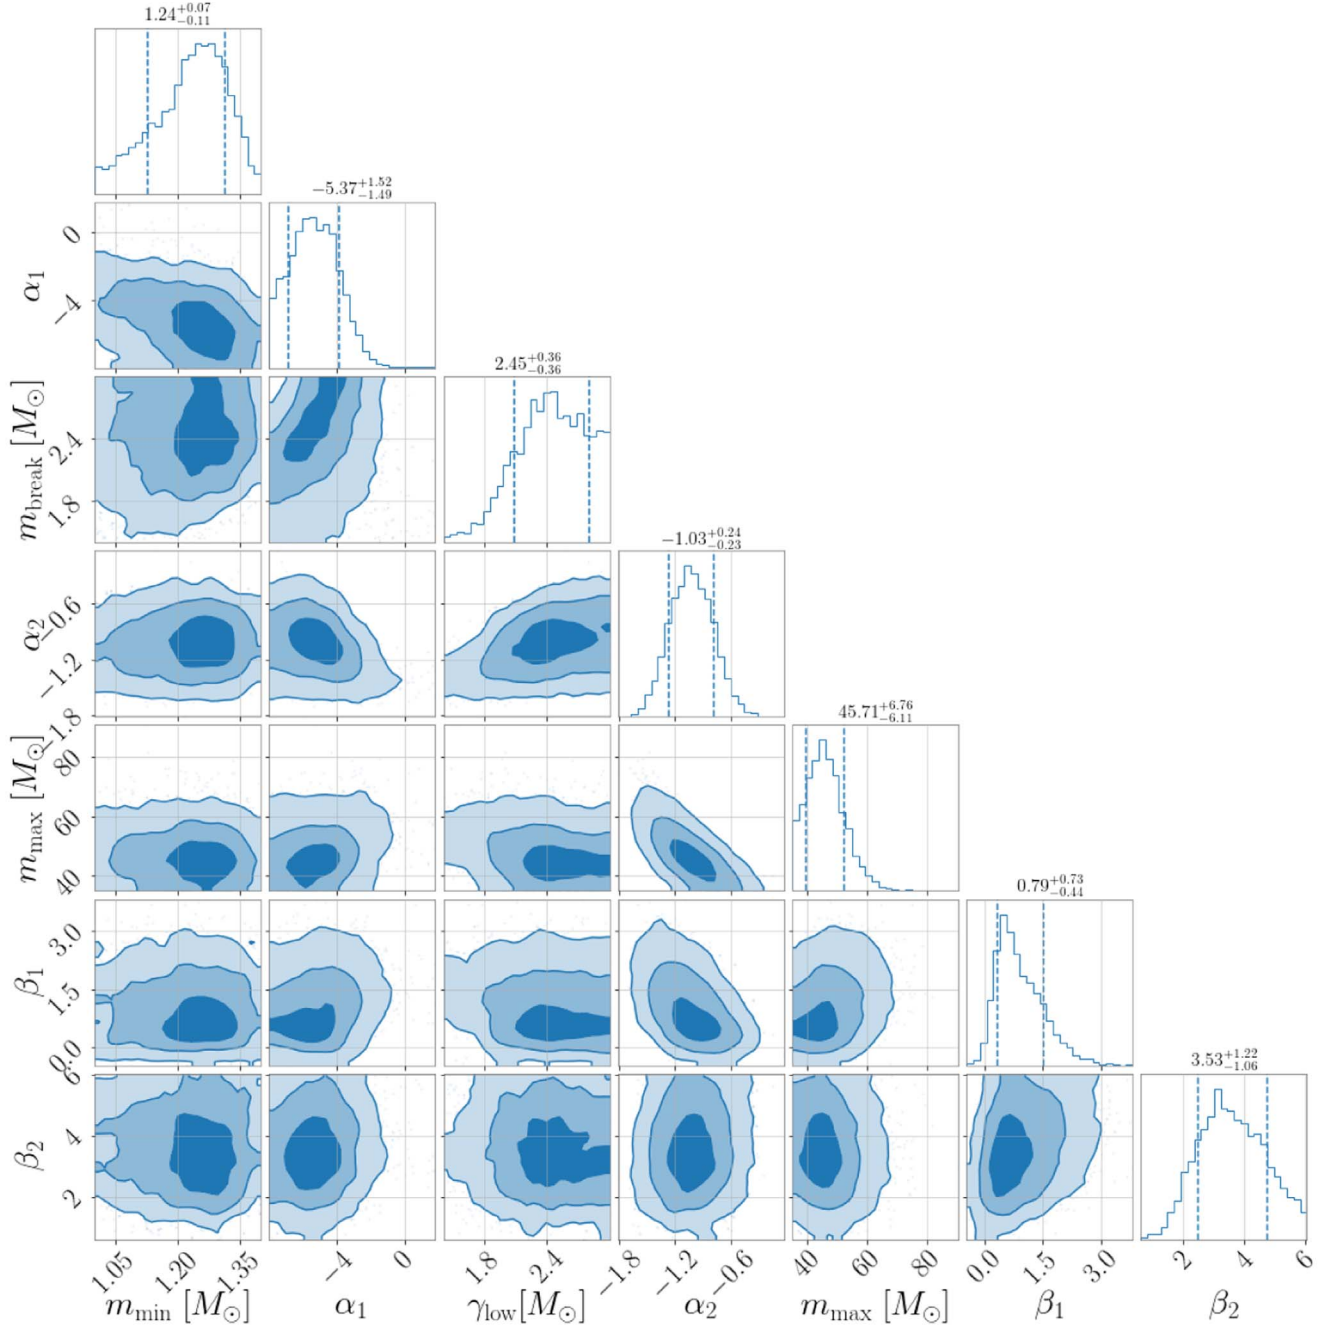 1.24^{+0.07}_{-0.11}
−5.37^{+1.52}_{-1.49}
α₁
0
−4
2.45^{+0.36}_{-0.36}
m_break [M_⊙]
2.4
1.8
−1.03^{+0.24}_{-0.23}
α₂
−0.6
−1.2
−1.8
45.71^{+6.76}_{-6.11}
m_max [M_⊙]
80
60
40
0.79^{+0.73}_{-0.44}
β₁
3.0
1.5
0.0
3.53^{+1.22}_{-1.06}
β₂
6
4
2
1.05 1.20 1.35 −4 0 1.8 2.4 −1.8 −1.2 −0.6 40 60 80 0.0 1.5 3.0 2 4 6
m_min [M_⊙] α₁ γ_low[M_⊙] α₂ m_max [M_⊙] β₁ β₂